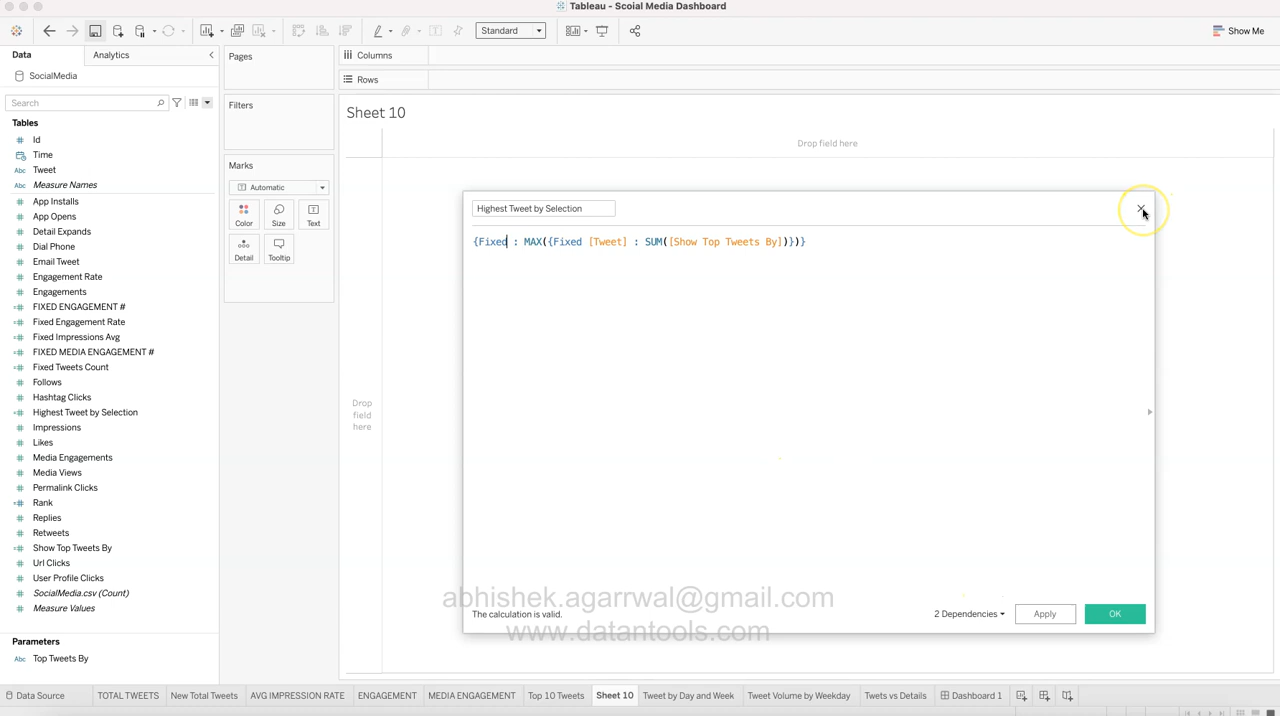 Tableau - Scoial Media Dashboard
Standard
Show Me
Data
Analytics
SocialMedia
Search
Tables
Id
Time
Abc Tweet
Abc Measure Names
App Installs
App Opens
Detail Expands
Dial Phone
Email Tweet
Engagement Rate
Engagements
FIXED ENGAGEMENT #
Fixed Engagement Rate
Fixed Impressions Avg
FIXED MEDIA ENGAGEMENT #
Fixed Tweets Count
Follows
Hashtag Clicks
Highest Tweet by Selection
Impressions
Likes
Media Engagements
Media Views
Permalink Clicks
Rank
Replies
Retweets
Show Top Tweets By
Url Clicks
User Profile Clicks
SocialMedia.csv (Count)
Measure Values
Parameters
Abc Top Tweets By
Pages
Filters
Marks
Automatic
Color Size Text
Detail Tooltip
Columns
Rows
Sheet 10
Drop field here
Drop
field
here
Highest Tweet by Selection
{Fixed : MAX({Fixed [Tweet] : SUM([Show Top Tweets By])})}
abhishek.agarrwal@gmail.com
The calculation is valid. 2 Dependencies Apply OK
www.datantools.com
Data Source TOTAL TWEETS New Total Tweets AVG IMPRESSION RATE ENGAGEMENT MEDIA ENGAGEMENT Top 10 Tweets Sheet 10 Tweet by Day and Week Tweet Volume by Weekday Twets vs Details Dashboard 1